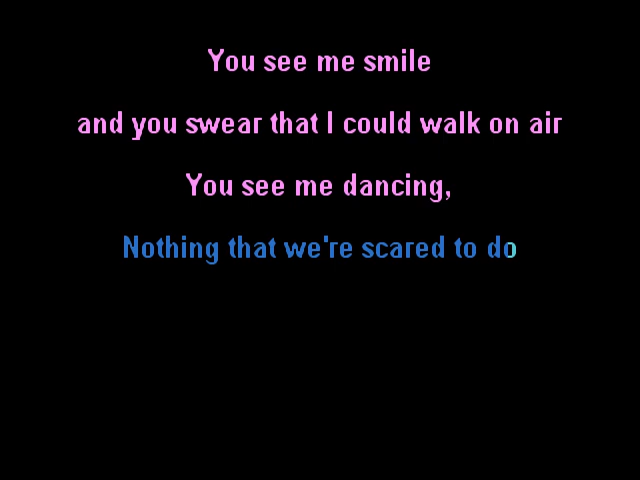 You see me smile
and you swear that I could walk on air
You see me dancing,
Nothing that we're scared to do